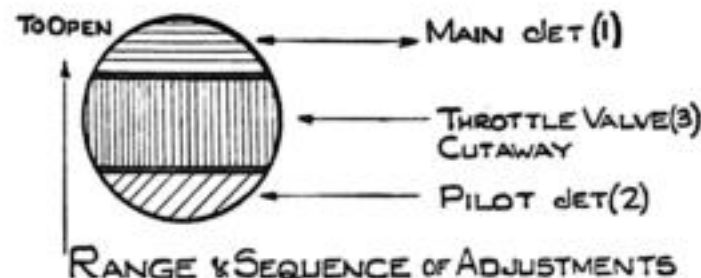 TO OPEN
MAIN JET (1)
THROTTLE VALVE (3)
CUTAWAY
PILOT JET (2)
RANGE & SEQUENCE OF ADJUSTMENTS